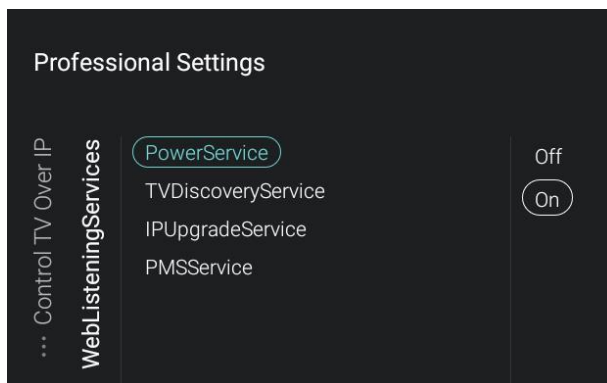 Professional Settings
... Control TV Over IP
WebListeningServices
PowerService
TVDiscoveryService
IPUpgradeService
PMSService
Off
On